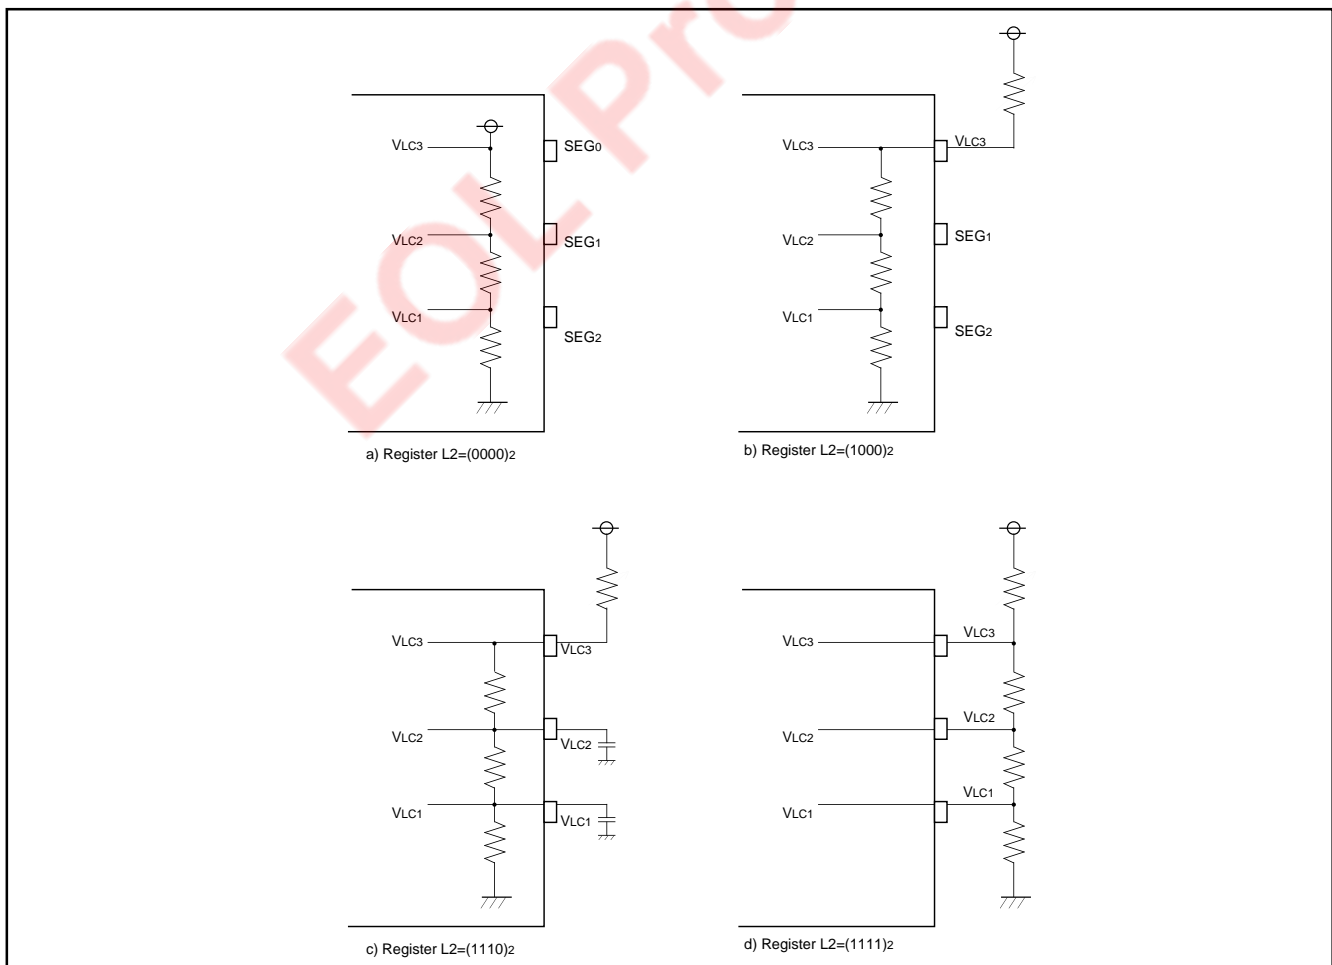 EOL Pro
VLC3
SEG0
VLC2
SEG1
VLC1
SEG2
a) Register L2=(0000)2
VLC3
VLC3
VLC2
SEG1
VLC1
SEG2
b) Register L2=(1000)2
VLC3
VLC3
VLC2
VLC2
VLC1
VLC1
c) Register L2=(1110)2
VLC3
VLC3
VLC2
VLC2
VLC1
VLC1
d) Register L2=(1111)2